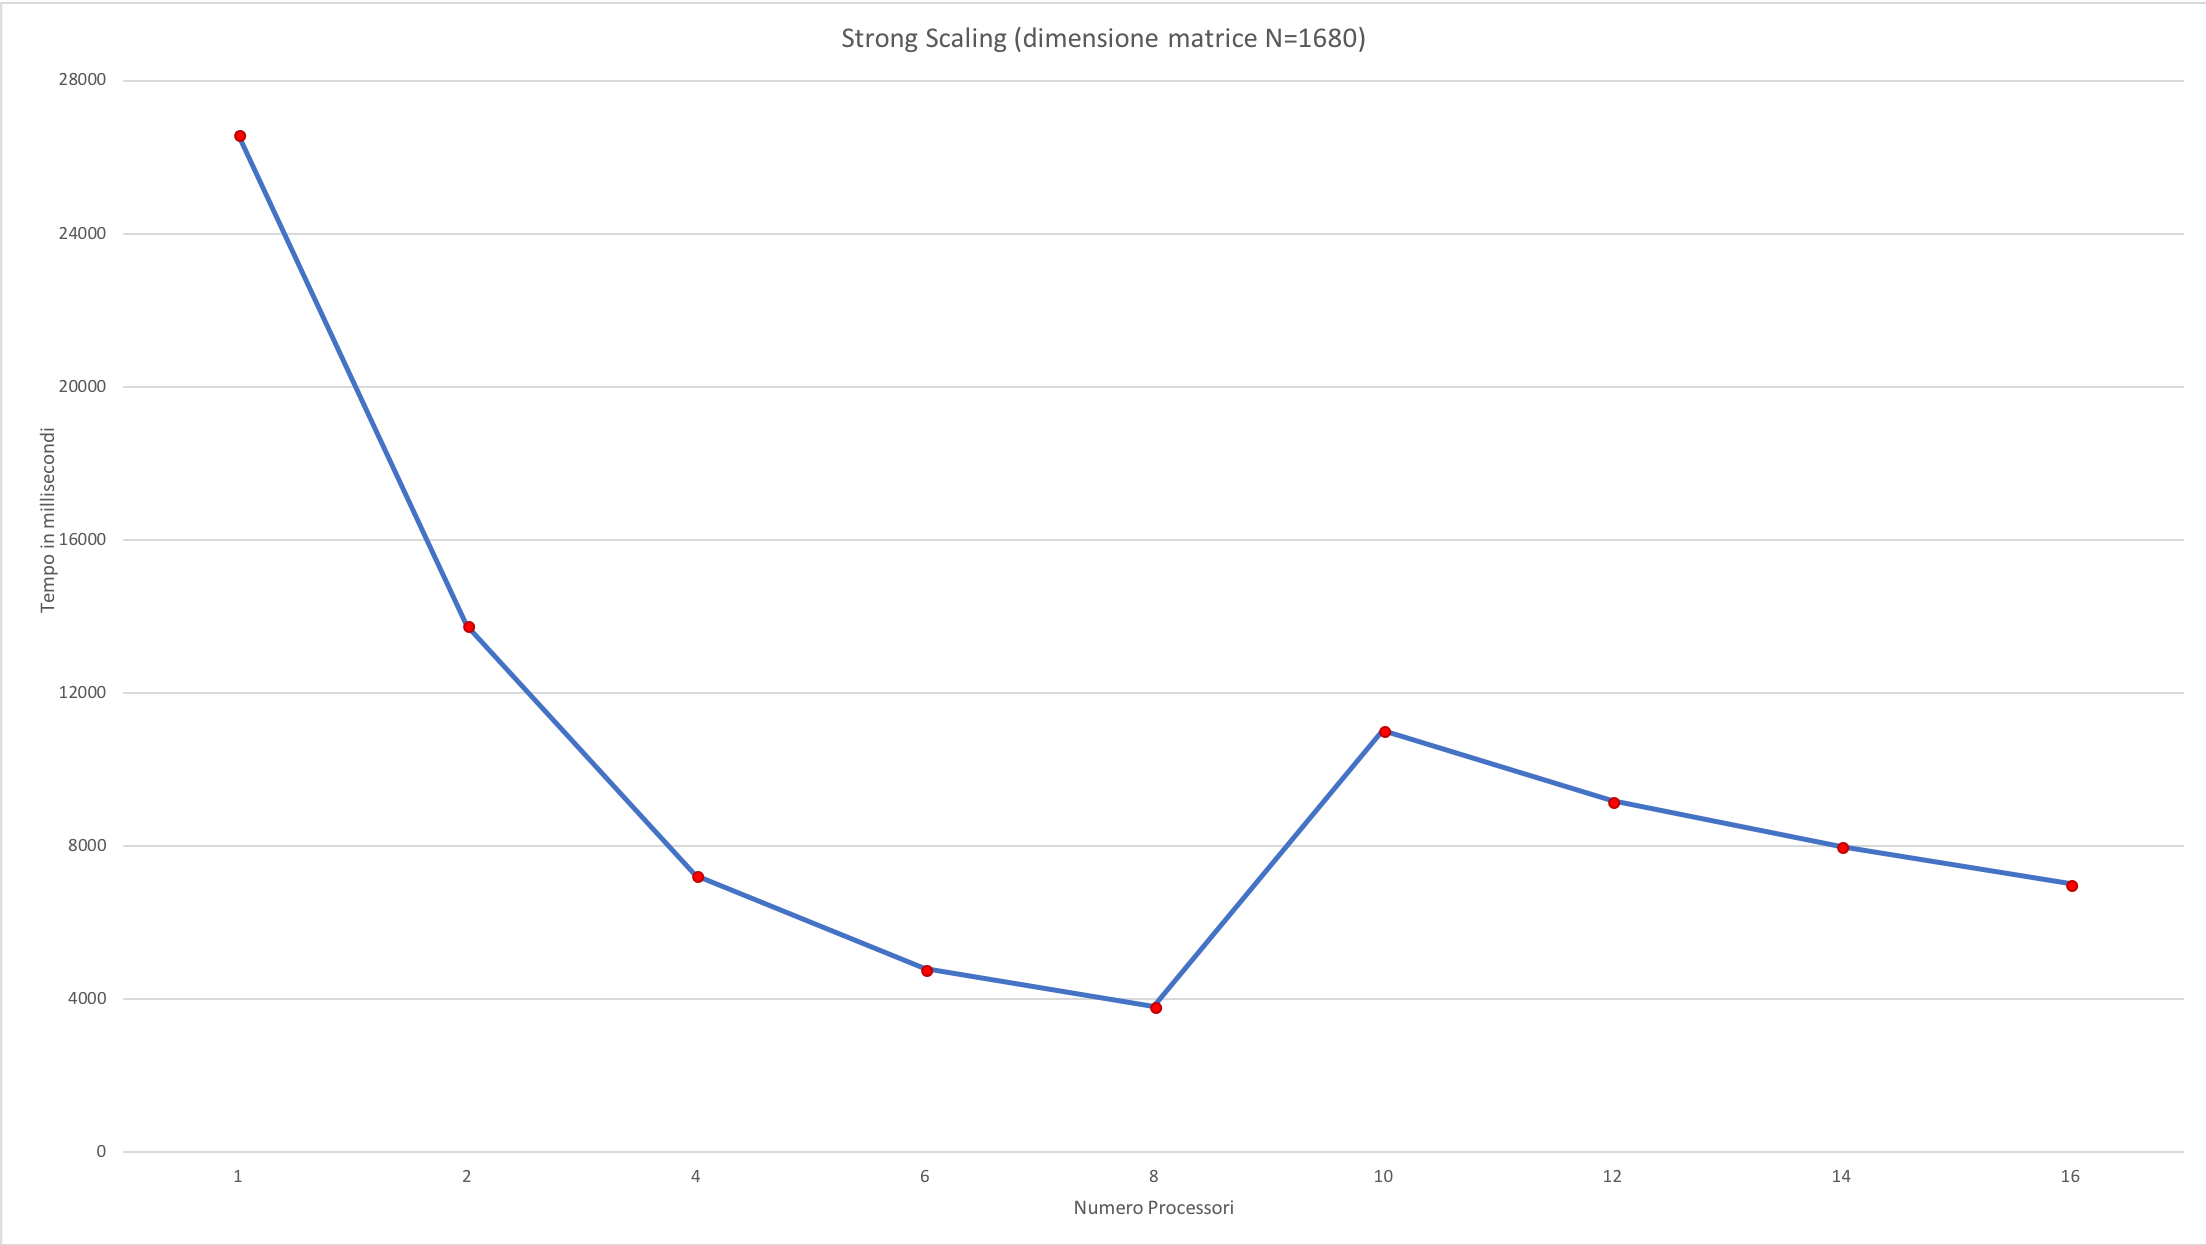 Strong Scaling (dimensione matrice N=1680)
28000
24000
20000
16000
12000
8000
4000
0
Tempo in millisecondi
1 2 4 6 8 10 12 14 16
Numero Processori